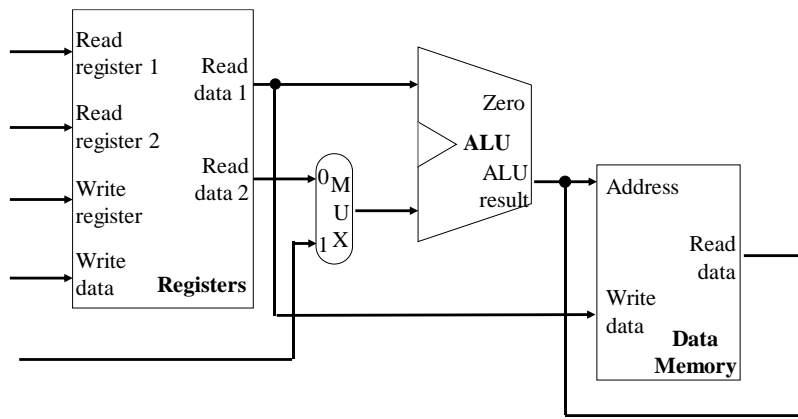 Read
register 1
Read
register 2
Write
register
Write
data
Read
data 1
Read
data 2
Registers
0
M
U
X
1
Zero
ALU
ALU
result
Address
Read
data
Write
data
Data
Memory